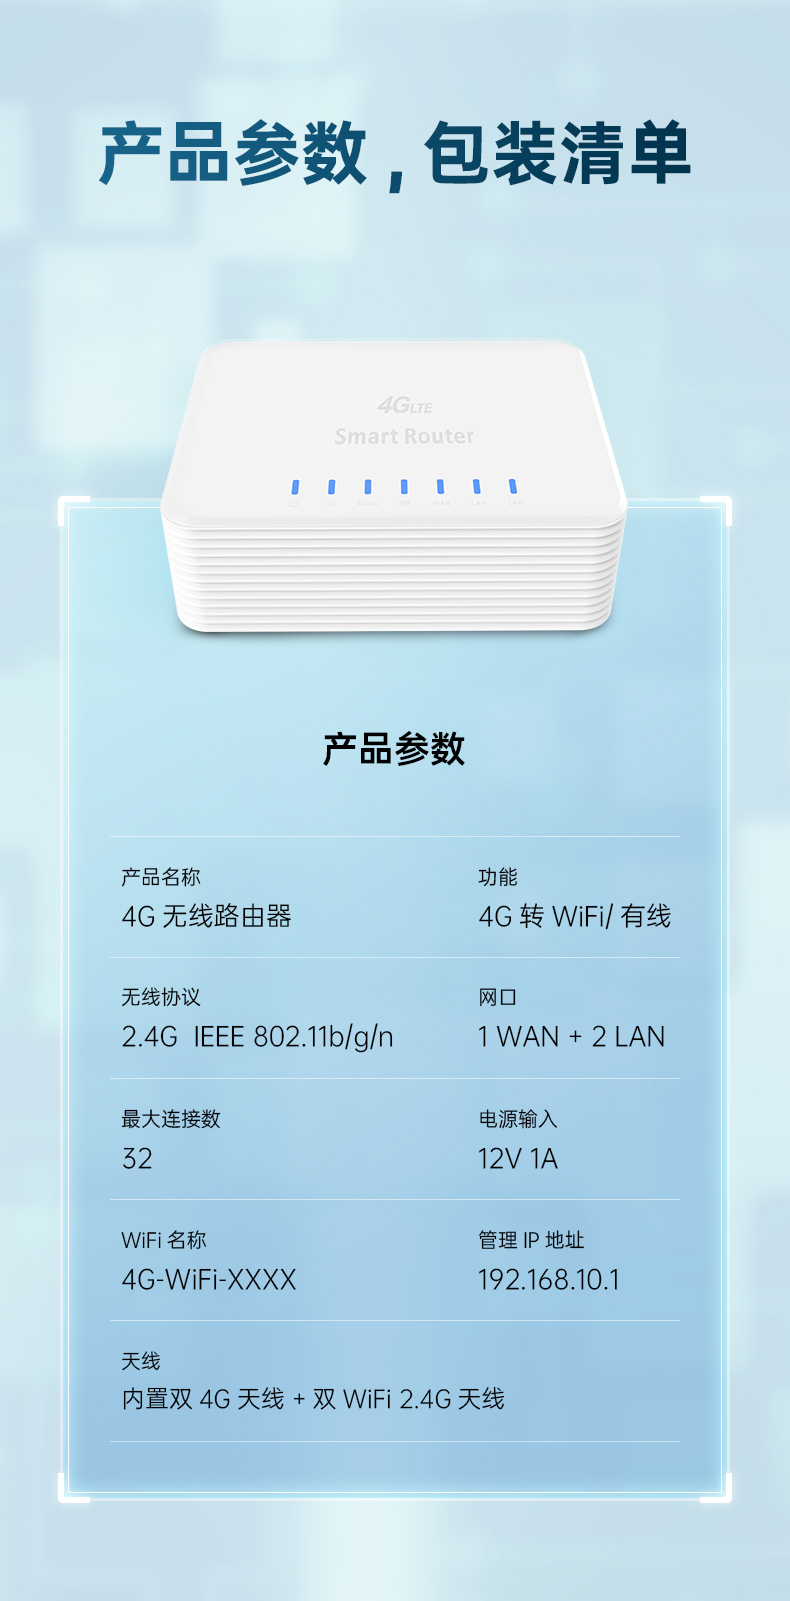 产品参数，包装清单
4GLTE
Smart Router
产品参数
产品名称
4G 无线路由器
功能
4G 转 WiFi/ 有线
无线协议
2.4G IEEE 802.11b/g/n
网口
1 WAN + 2 LAN
最大连接数
32
电源输入
12V 1A
WiFi 名称
4G-WiFi-XXXX
管理 IP 地址
192.168.10.1
天线
内置双 4G 天线 + 双 WiFi 2.4G 天线